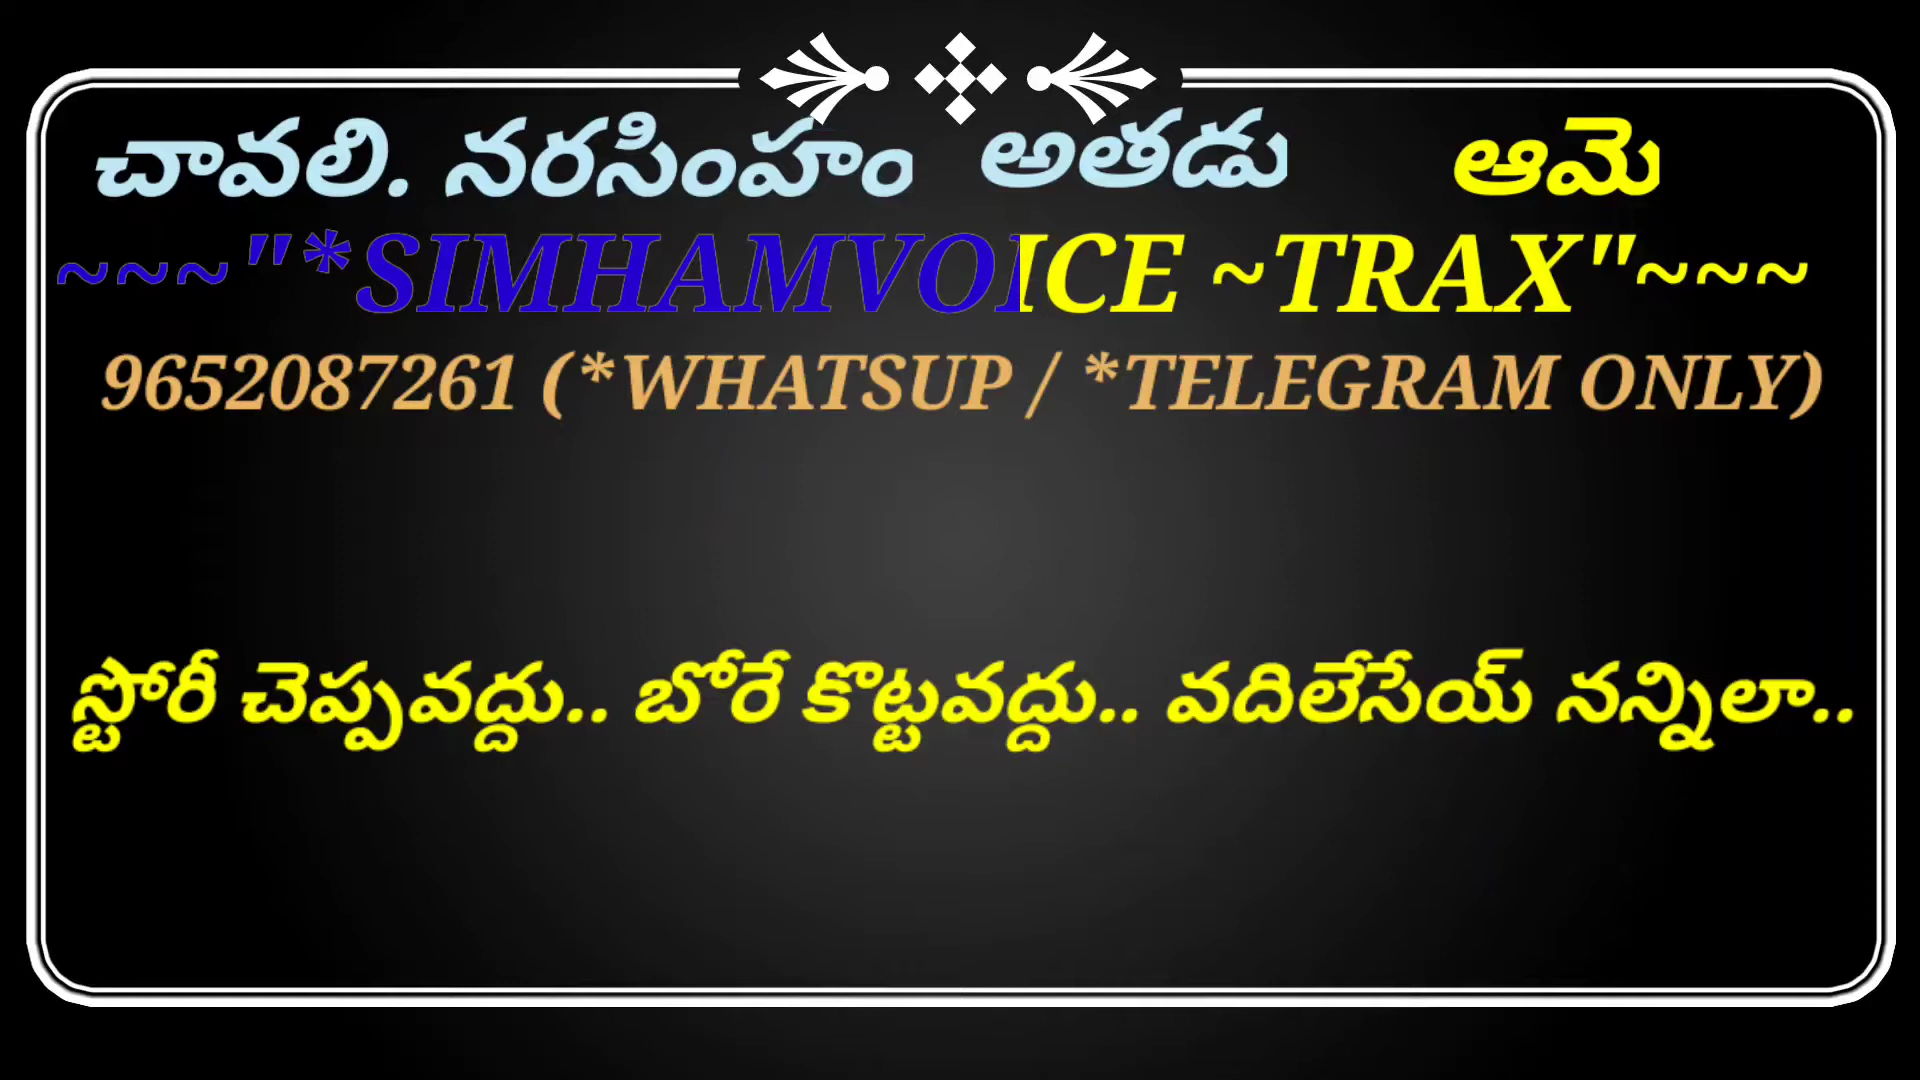 చావలి. నరసింహం అతడు ఆమె
~~~"*SIMHAMVOICE ~TRAX"~~~
9652087261 (*WHATSUP / *TELEGRAM ONLY)
స్టోరీ చెప్పవద్దు.. బోరే కొట్టవద్దు.. వదిలేసేయ్ నన్నిలా..